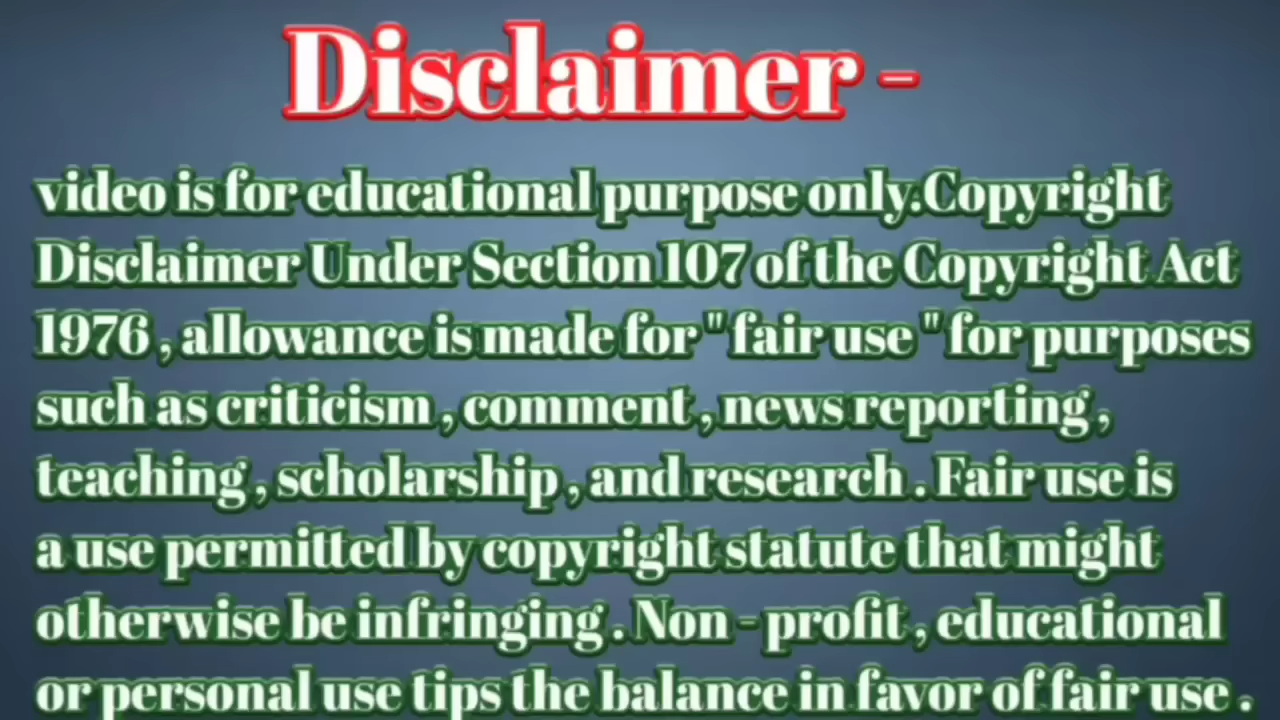 Disclaimer -
video is for educational purpose only.Copyright
Disclaimer Under Section 107 of the Copyright Act
1976 , allowance is made for " fair use " for purposes
such as criticism , comment , news reporting ,
teaching , scholarship , and research . Fair use is
a use permitted by copyright statute that might
otherwise be infringing . Non - profit , educational
or personal use tips the balance in favor of fair use .